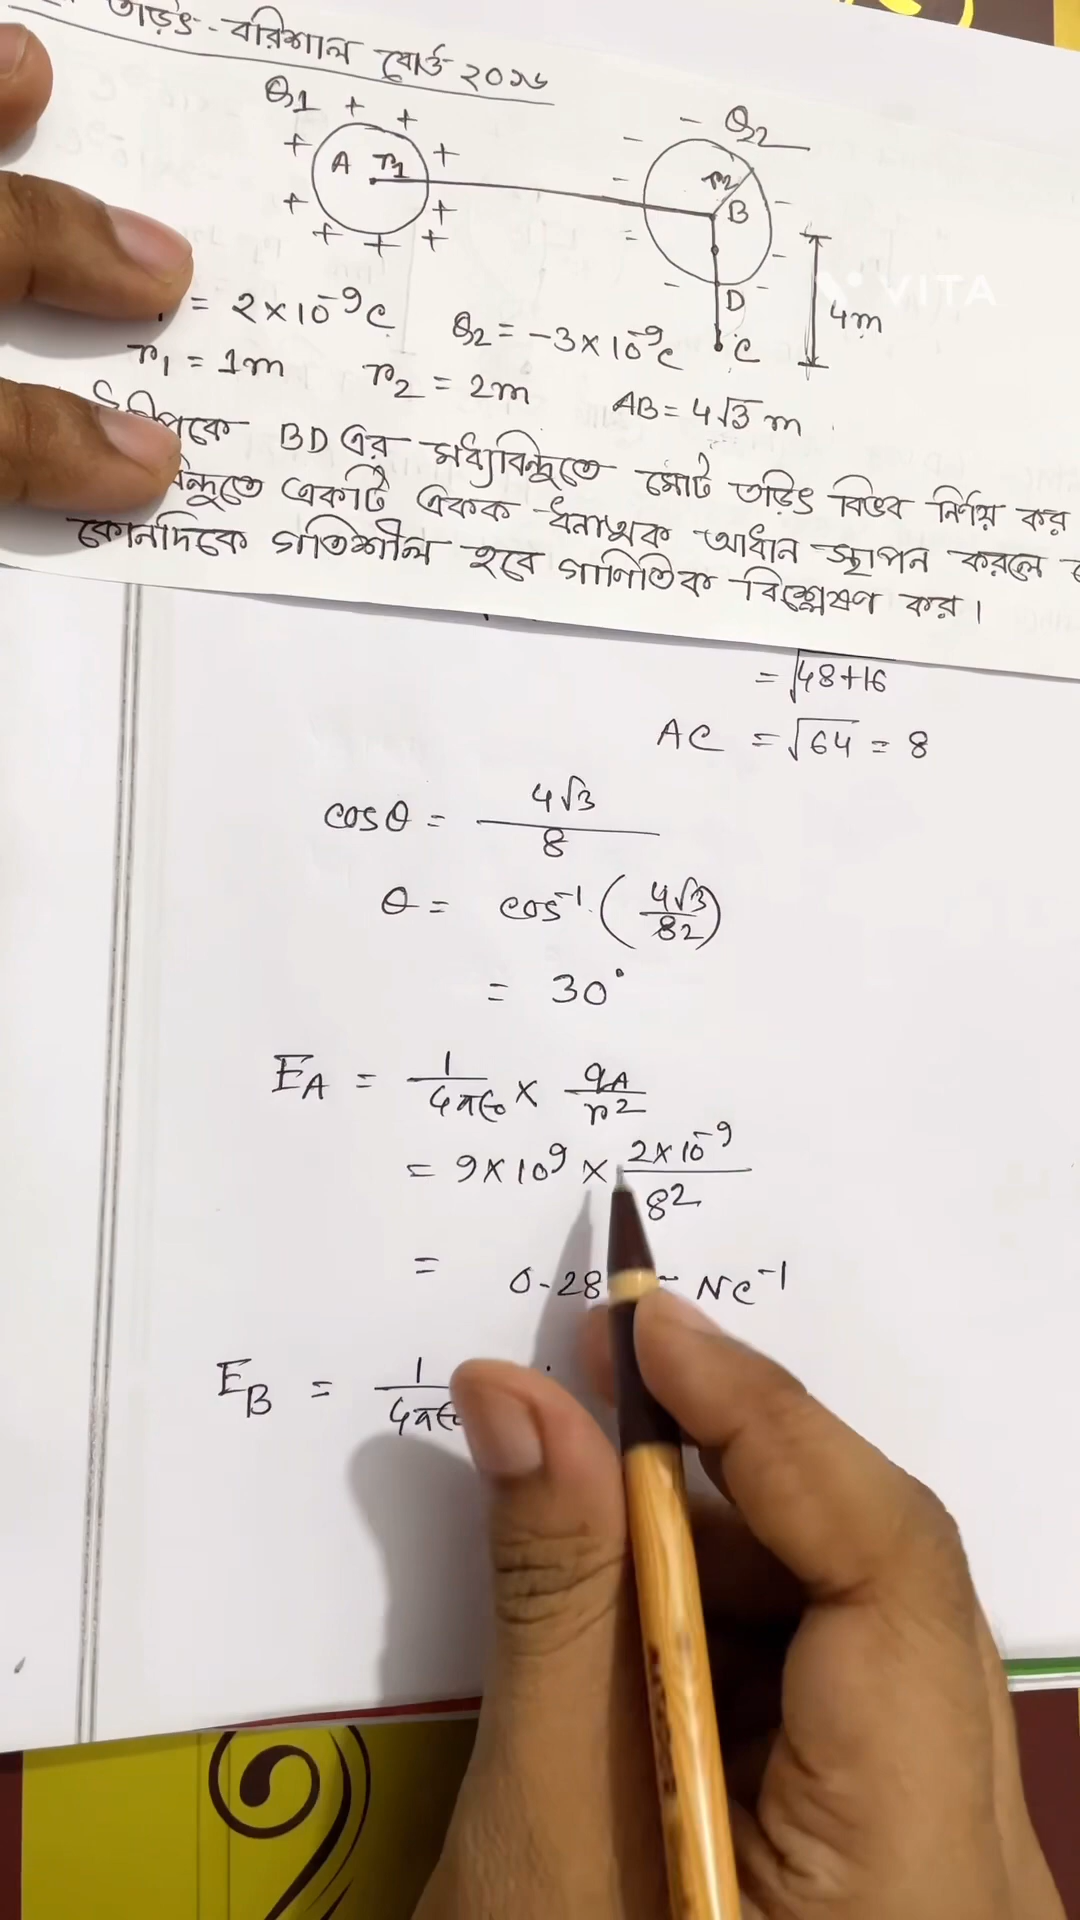 তড়িৎ - বরিশাল বোর্ড ২০১৬
Q1 + + + + + + + + +
A r1
Q2
r2
B
D
C
4m
VITA
= 2×10⁻⁹C Q2 = -3×10⁻⁹C
r1 = 1m r2 = 2m AB = 4√3 m
BD এর মধ্যবিন্দুতে মোট তড়িৎ বিভব নির্ণয় কর
একটি একক ধনাত্মক আধান স্থাপন করলে
কোনদিকে গতিশীল হবে গাণিতিক বিশ্লেষণ কর।
= √48+16
AC = √64 = 8
cosθ = 4√3/8
θ = cos⁻¹ (4√3/82)
= 30°
EA = 1/4πϵ₀ × qA/r²
= 9×10⁹ × 2×10⁻⁹/8²
= 0.28 NC⁻¹
EB = 1/4πϵ₀